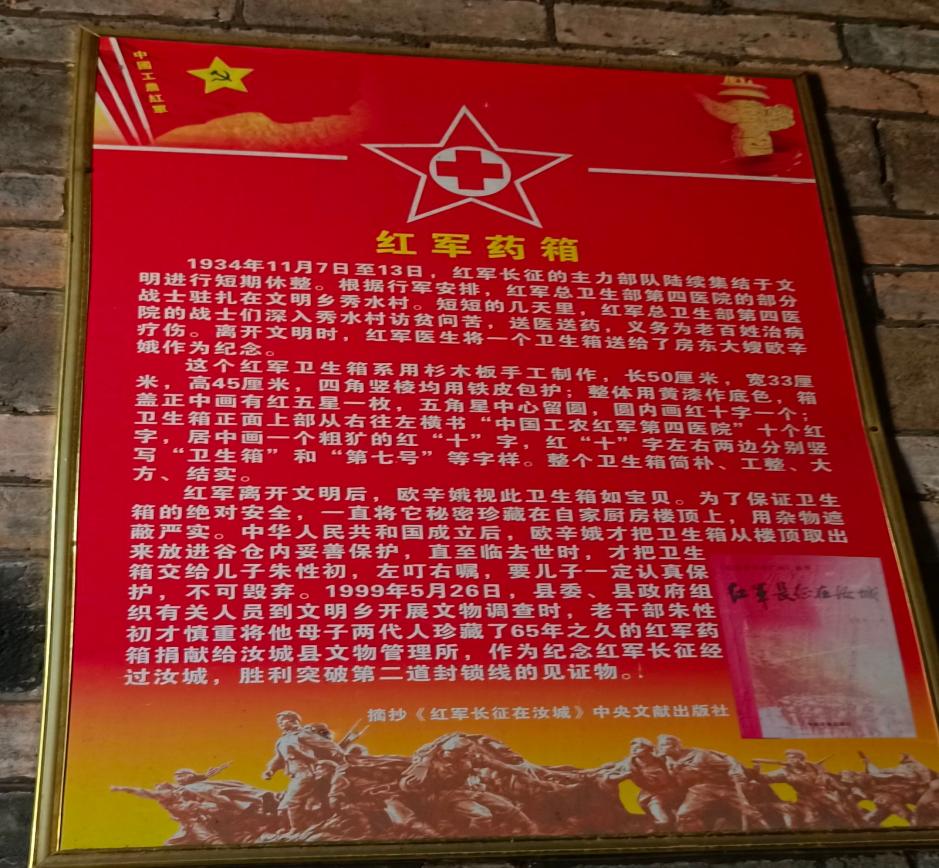 中国工农红军
红军药箱
1934年11月7日至13日，红军长征的主力部队陆续集结于文
明进行短期休整。根据行军安排，红军总卫生部第四医院的部分
战士驻扎在文明乡秀水村。短短的几天里，红军总卫生部第四医
院的战士们深入秀水村访贫问苦，送医送药，义务为老百姓治病
疗伤。离开文明时，红军医生将一个卫生箱送给了房东大嫂欧辛
娥作为纪念。
这个红军卫生箱系用杉木板手工制作，长50厘米，宽33厘
米，高45厘米，四角竖棱均用铁皮包护；整体用黄漆作底色，箱
盖正中画有红五星一枚，五角星中心留圆，圆内画红十字一个；
卫生箱正面上部从右往左横书“中国工农红军第四医院”十个红
字，居中画一个粗犷的红“十”字，红“十”字左右两边分别竖
写“卫生箱”和“第七号”等字样。整个卫生箱简朴、工整、大
方、结实。
红军离开文明后，欧辛娥视此卫生箱如宝贝。为了保证卫生
箱的绝对安全，一直将它秘密珍藏在自家厨房楼顶上，用杂物遮
蔽严实。中华人民共和国成立后，欧辛娥才把卫生箱从楼顶取出
来放进谷仓内妥善保护，直至临去世时，才把卫生
箱交给儿子朱性初，左叮右嘱，要儿子一定认真保
护，不可毁弃。1999年5月26日，县委、县政府组
织有关人员到文明乡开展文物调查时，老干部朱性
初才慎重将他母子两代人珍藏了65年之久的红军药
箱捐献给汝城县文物管理所，作为纪念红军长征经
过汝城，胜利突破第二道封锁线的见证物。
红军长征在汝城
摘抄《红军长征在汝城》中央文献出版社